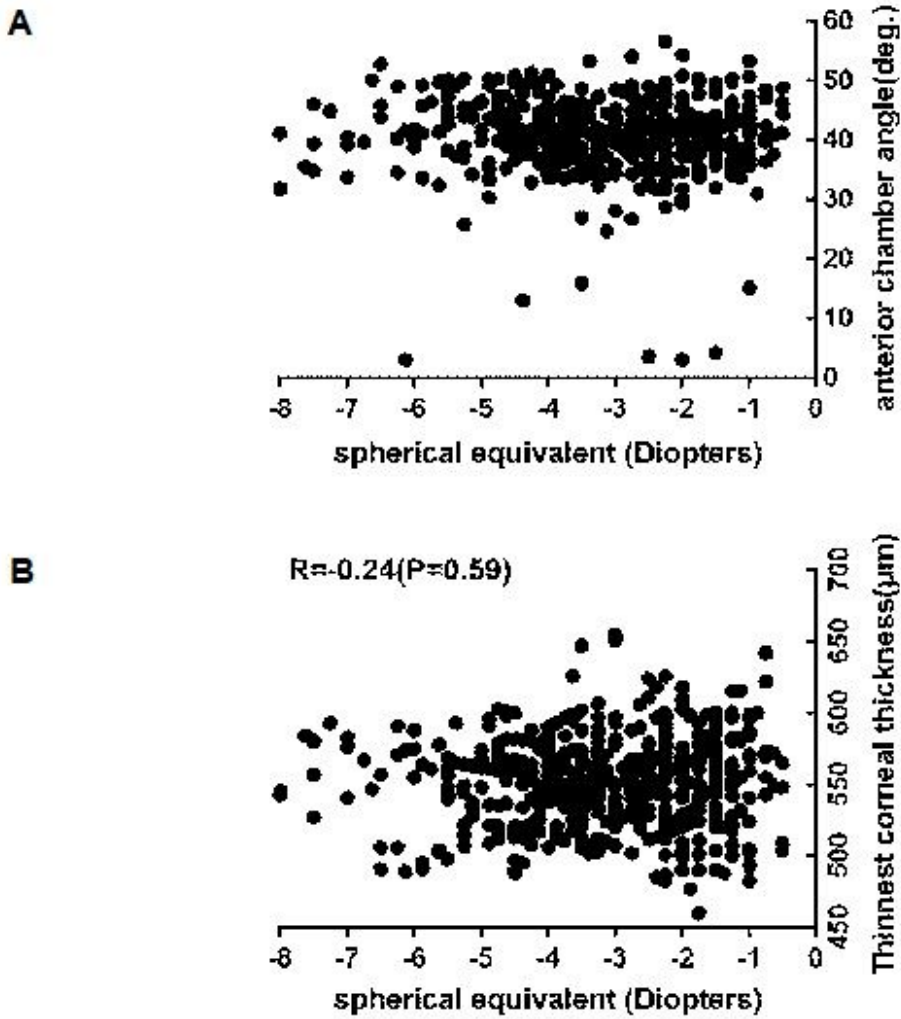 A
60
50
40
30
20
10
0
anterior chamber angle(deg.)
-8 -7 -6 -5 -4 -3 -2 -1 0
spherical equivalent (Diopters)
B
R=-0.24(P=0.59)
700
650
600
550
500
450
Thinnest corneal thickness(μm)
-8 -7 -6 -5 -4 -3 -2 -1 0
spherical equivalent (Diopters)